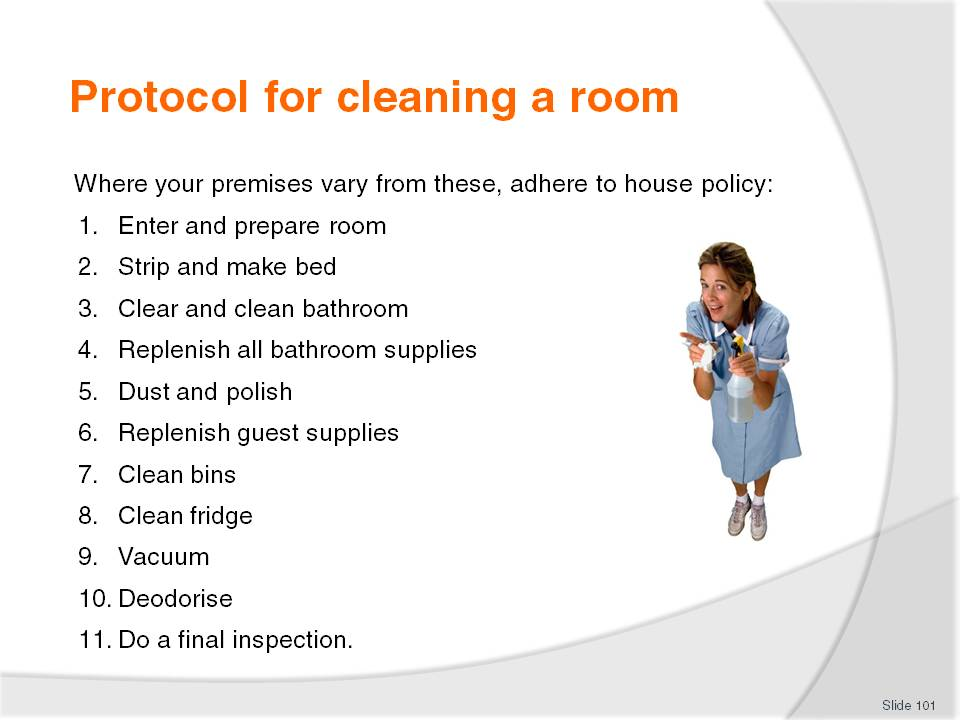 Protocol for cleaning a room
Where your premises vary from these, adhere to house policy:
1. Enter and prepare room
2. Strip and make bed
3. Clear and clean bathroom
4. Replenish all bathroom supplies
5. Dust and polish
6. Replenish guest supplies
7. Clean bins
8. Clean fridge
9. Vacuum
10. Deodorise
11. Do a final inspection.
Slide 101